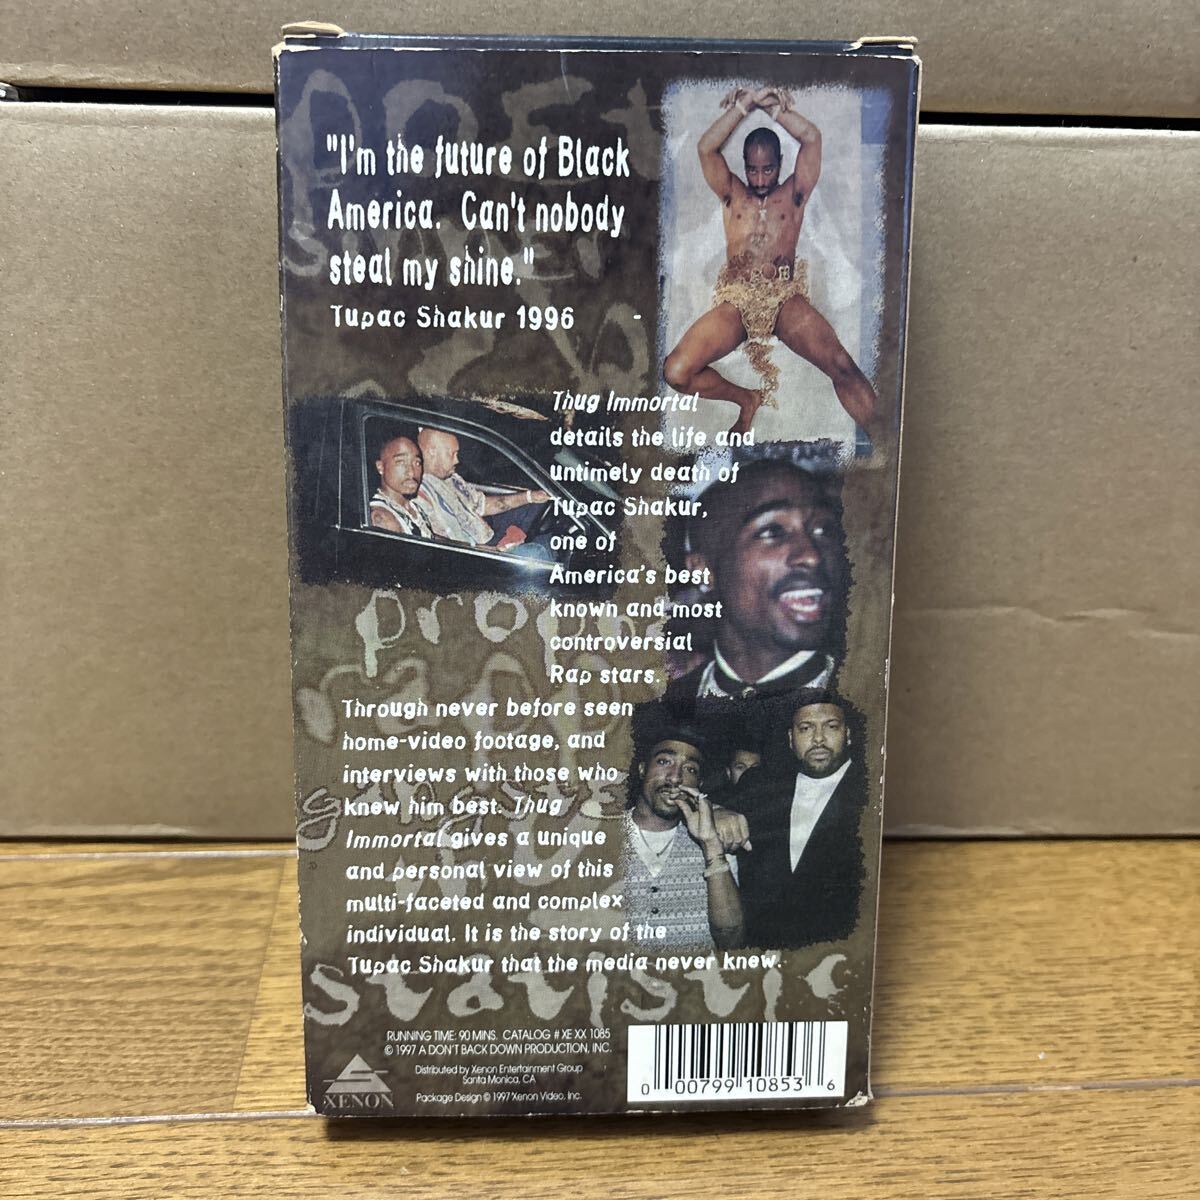 "I'm the future of Black
America. Can't nobody
steal my shine."
Tupac Shakur 1996
Thug Immortal
details the life and
untimely death of
Tupac Shakur,
one of
America's best
known and most
controversial
Rap stars.
Through never before seen
home-video footage, and
interviews with those who
knew him best. Thug
Immortal gives a unique
and personal view of this
multi-faceted and complex
individual. It is the story of the
Tupac Shakur that the media never knew.
statistic
RUNNING TIME: 90 MINS. CATALOG # XE XX 1085
© 1997 A DON'T BACK DOWN PRODUCTION, INC.
Distributed by Xenon Entertainment Group
Santa Monica, CA
Package Design © 1997 Xenon Video, Inc.
XENON
0 00799 10853 6